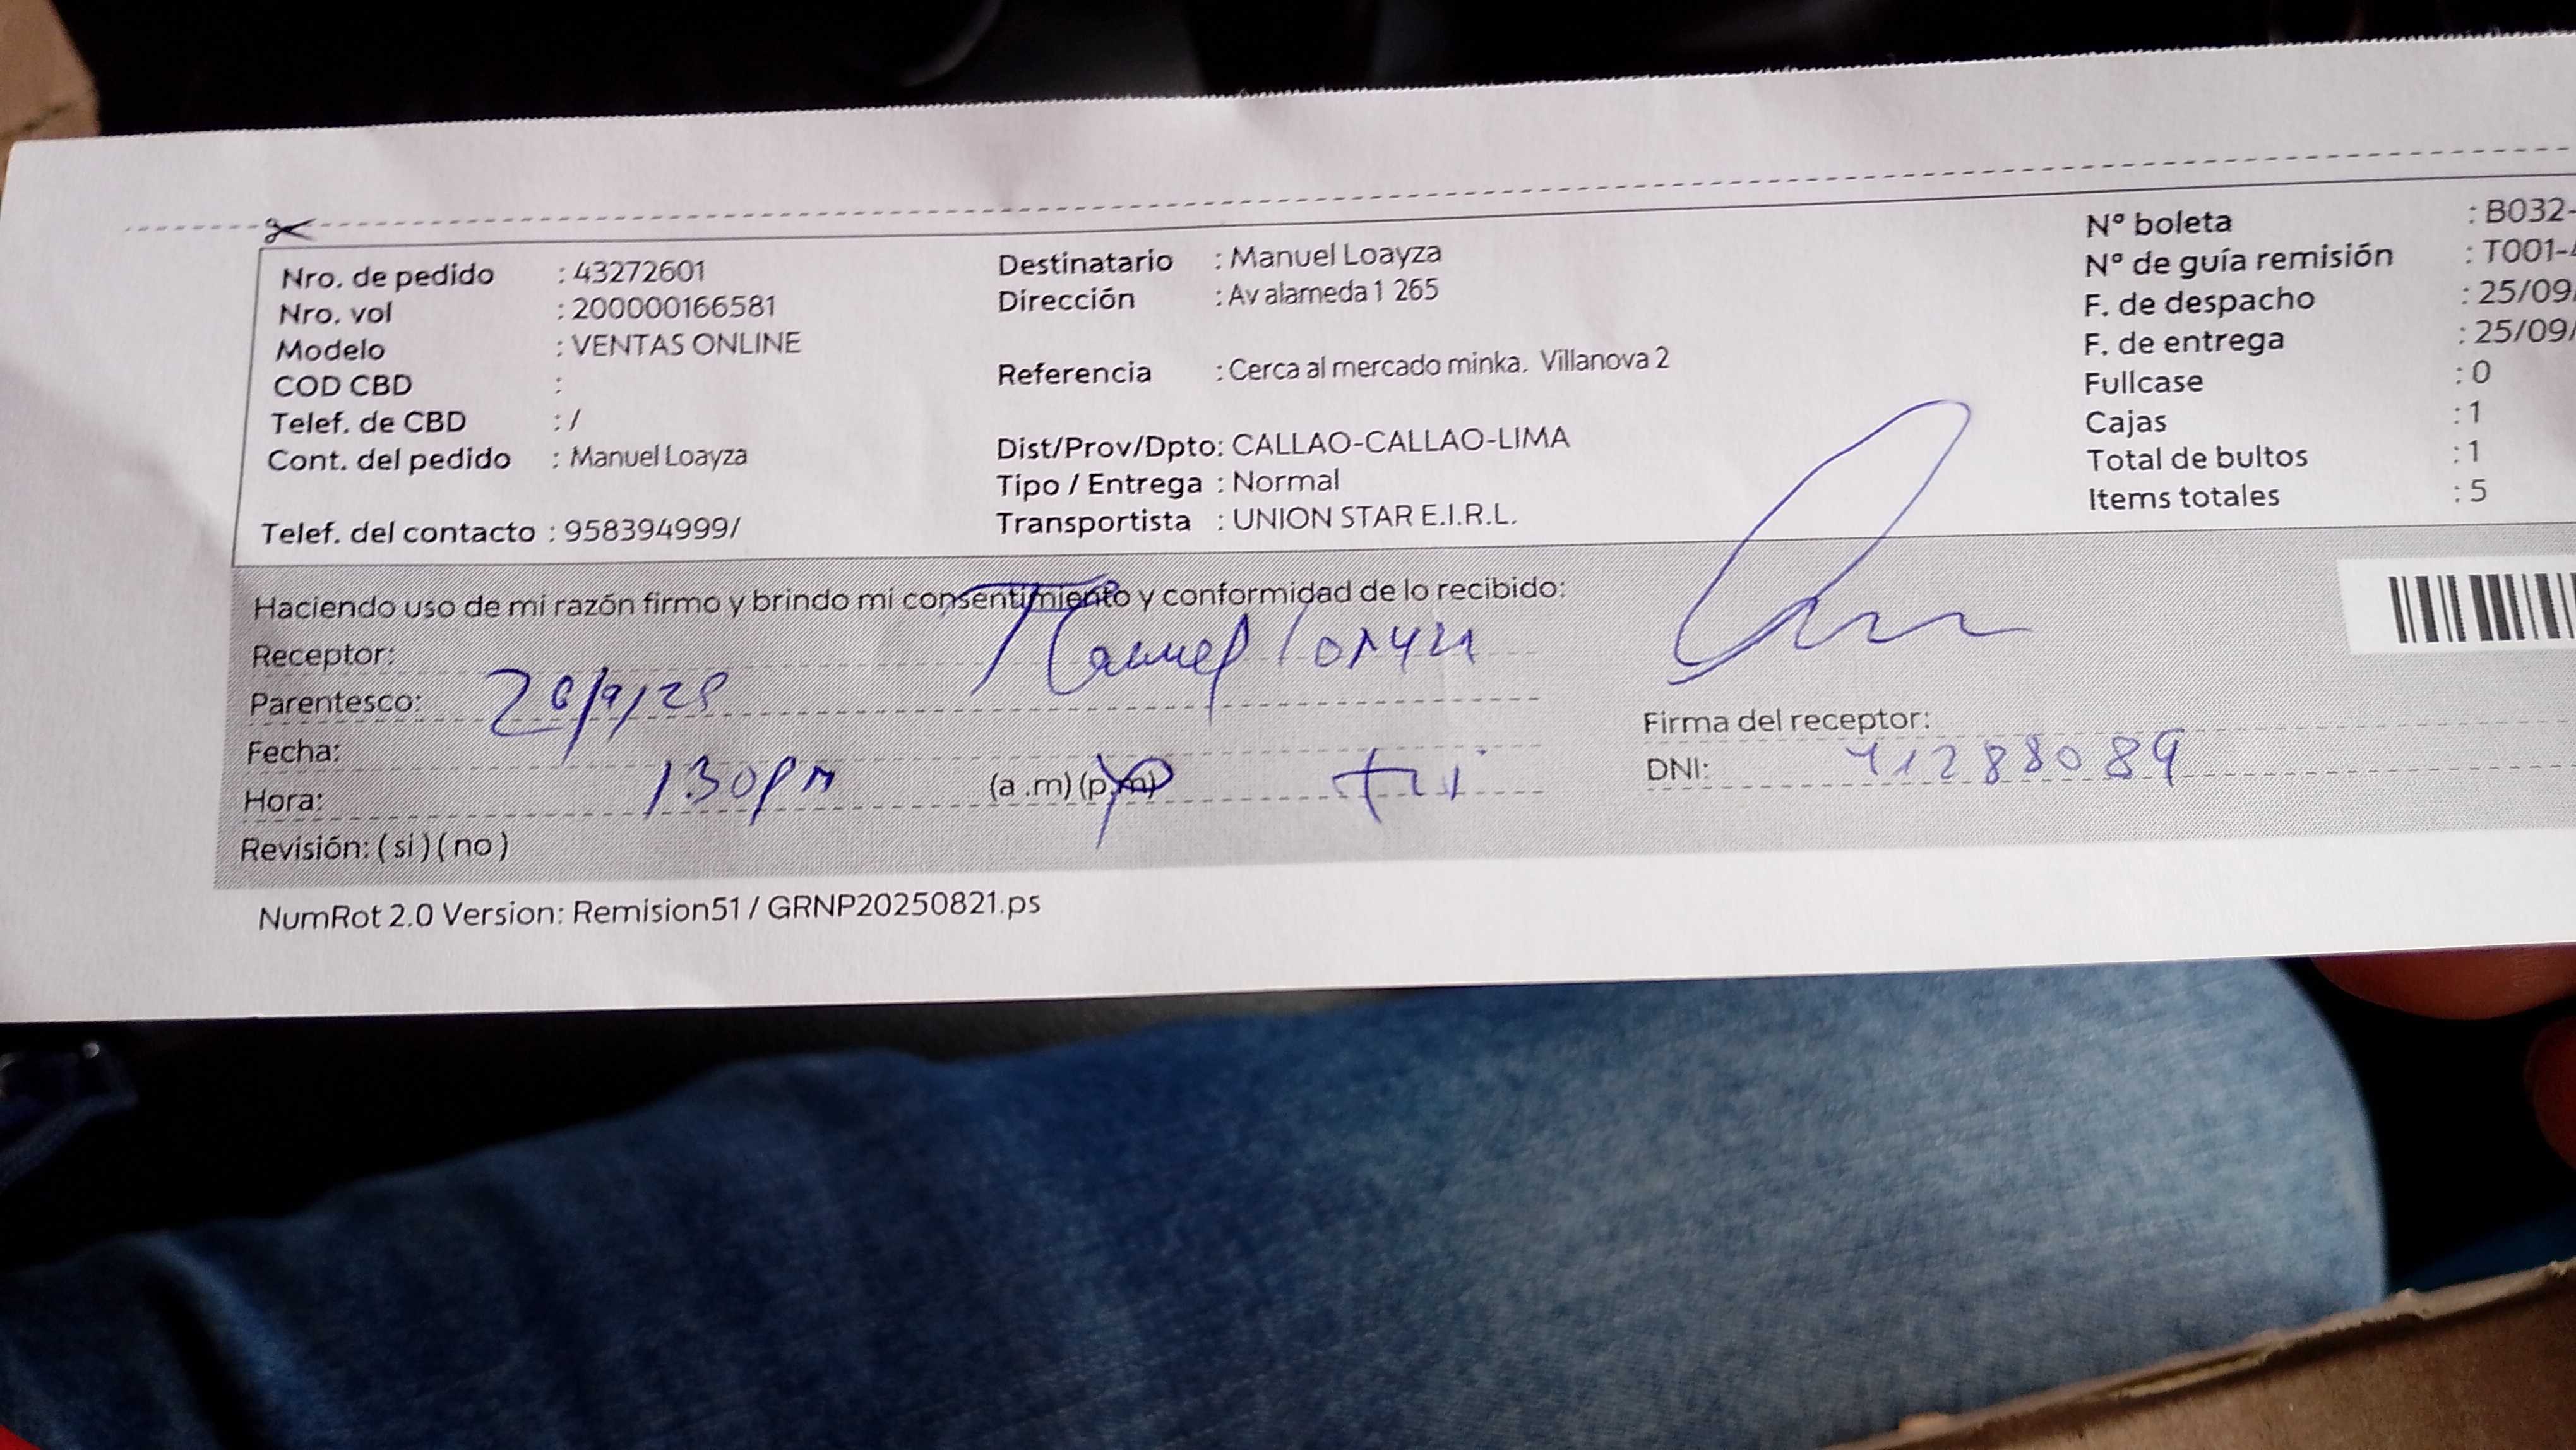 Nro. de pedido : 43272601
Nro. vol : 200000166581
Modelo : VENTAS ONLINE
COD CBD :
Telef. de CBD : /
Cont. del pedido : Manuel Loayza
Telef. del contacto : 958394999/
Destinatario : Manuel Loayza
Dirección : Av alameda 1 265
Referencia : Cerca al mercado minka. Villanova 2
Dist/Prov/Dpto: CALLAO-CALLAO-LIMA
Tipo / Entrega : Normal
Transportista : UNION STAR E.I.R.L.
N° boleta : B032-
N° de guía remisión : T001-
F. de despacho : 25/09/
F. de entrega : 25/09/
Fullcase : 0
Cajas : 1
Total de bultos : 1
Items totales : 5
Haciendo uso de mi razón firmo y brindo mi consentimiento y conformidad de lo recibido:
Receptor: Manuel Loayza
Parentesco:
Fecha:
Hora: 1:30 pm (a .m) (p.m)
Revisión: ( si ) ( no )
Firma del receptor:
DNI: 41288089
NumRot 2.0 Version: Remision51 / GRNP20250821.ps